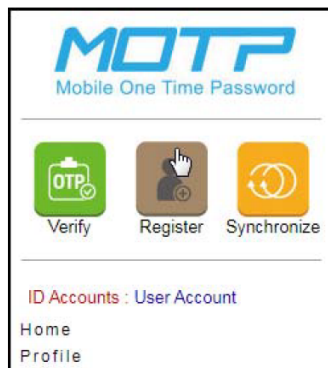 MOTP
Mobile One Time Password
OTP
Verify Register Synchronize
ID Accounts : User Account
Home
Profile